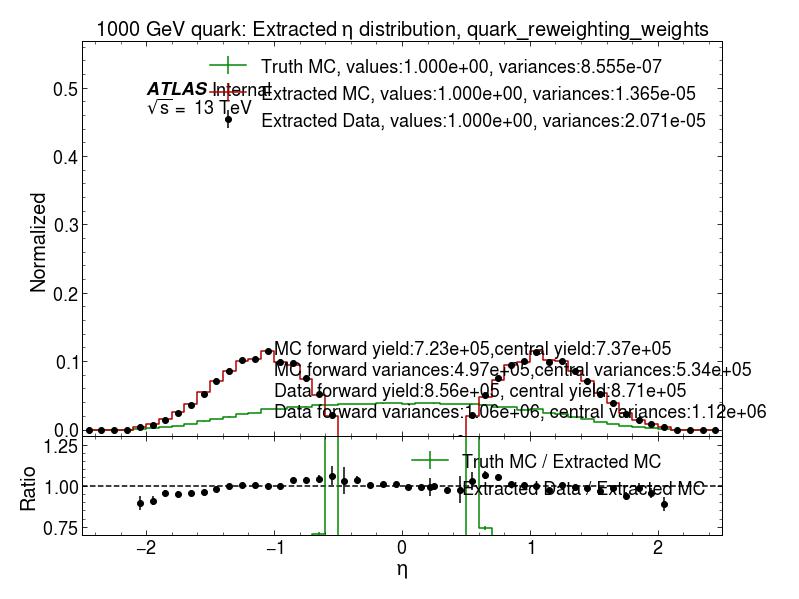 1000 GeV quark: Extracted η distribution, quark_reweighting_weights
Truth MC, values:1.000e+00, variances:8.555e-07
ATLAS Internal
Extracted MC, values:1.000e+00, variances:1.365e-05
√s = 13 TeV
Extracted Data, values:1.000e+00, variances:2.071e-05
Normalized
0.5
0.4
0.3
0.2
0.1
0.0
MC forward yield:7.23e+05,central yield:7.37e+05
MC forward variances:4.97e+05,central variances:5.34e+05
Data forward yield:8.56e+05, central yield:8.71e+05
Data forward variances:1.06e+06, central variances:1.12e+06
Ratio
1.25
1.00
0.75
Truth MC / Extracted MC
Extracted Data / Extracted MC
−2
−1
0
1
2
η